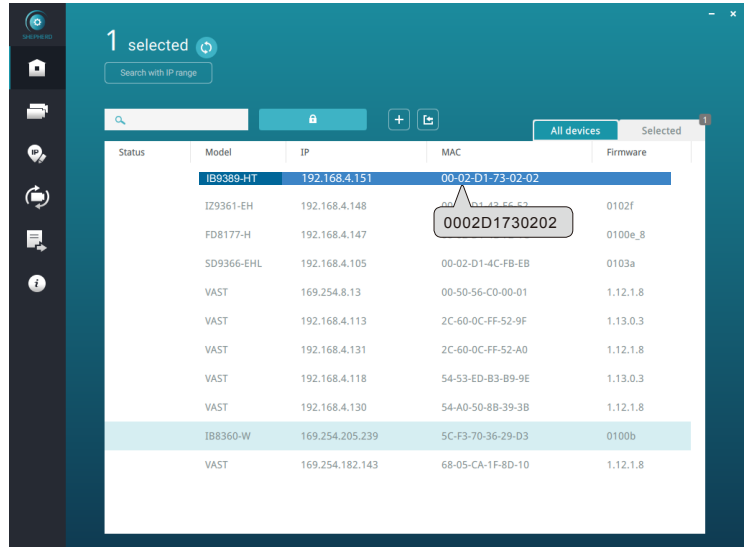 SHEPHERD
1 selected
Search with IP range
1
All devices Selected
Status Model IP MAC Firmware
IB9389-HT 192.168.4.151 00-02-D1-73-02-02
IZ9361-EH 192.168.4.148 0102f
0002D1730202
FD8177-H 192.168.4.147 0100e_8
SD9366-EHL 192.168.4.105 00-02-D1-4C-FB-EB 0103a
VAST 169.254.8.13 00-50-56-C0-00-01 1.12.1.8
VAST 192.168.4.113 2C-60-0C-FF-52-9F 1.13.0.3
VAST 192.168.4.131 2C-60-0C-FF-52-A0 1.12.1.8
VAST 192.168.4.118 54-53-ED-B3-B9-9E 1.13.0.3
VAST 192.168.4.130 54-A0-50-8B-39-3B 1.12.1.8
IB8360-W 169.254.205.239 5C-F3-70-36-29-D3 0100b
VAST 169.254.182.143 68-05-CA-1F-8D-10 1.12.1.8
IP